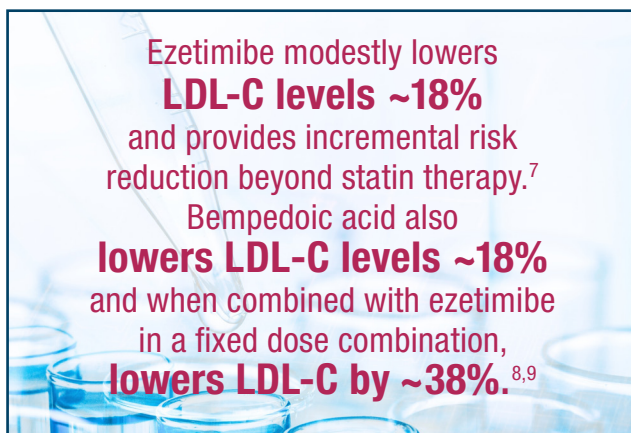 Ezetimibe modestly lowers
LDL-C levels ~18%
and provides incremental risk
reduction beyond statin therapy.7
Bempedoic acid also
lowers LDL-C levels ~18%
and when combined with ezetimibe
in a fixed dose combination,
lowers LDL-C by ~38%.8,9